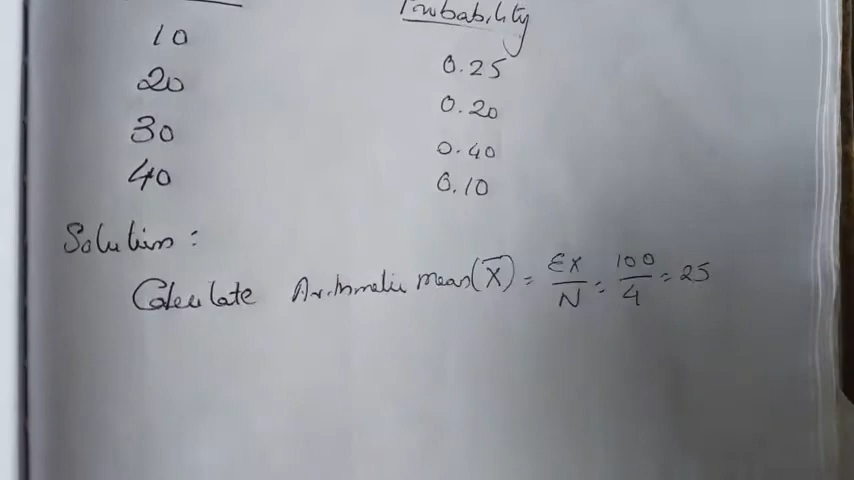 Probability
10 0.25
20 0.20
30 0.40
40 0.10
Solution:
Calculate Arithmetic mean (X̄) = ΣX/N = 100/4 = 25